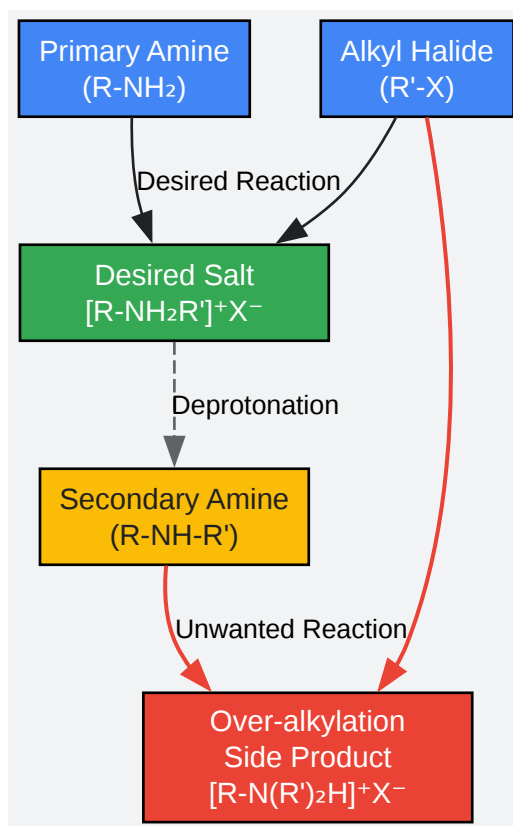 Primary Amine
(R-NH₂)
Alkyl Halide
(R'-X)
Desired Reaction
Desired Salt
[R-NH₂R']⁺X⁻
Deprotonation
Secondary Amine
(R-NH-R')
Unwanted Reaction
Over-alkylation
Side Product
[R-N(R')₂H]⁺X⁻